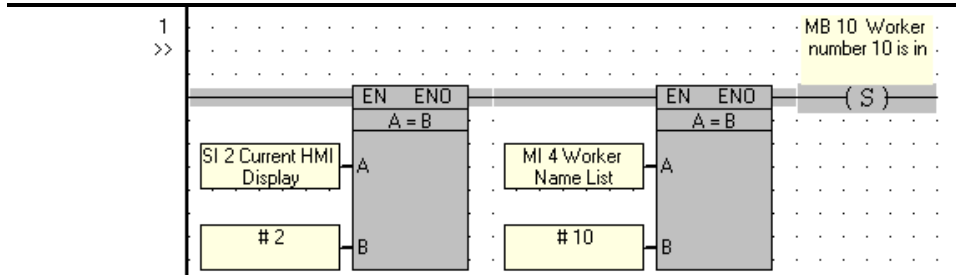 1
>>
MB 10 Worker
number 10 is in
EN ENO
A = B
SI 2 Current HMI
Display
A
# 2
B
EN ENO
A = B
MI 4 Worker
Name List
A
# 10
B
( S )